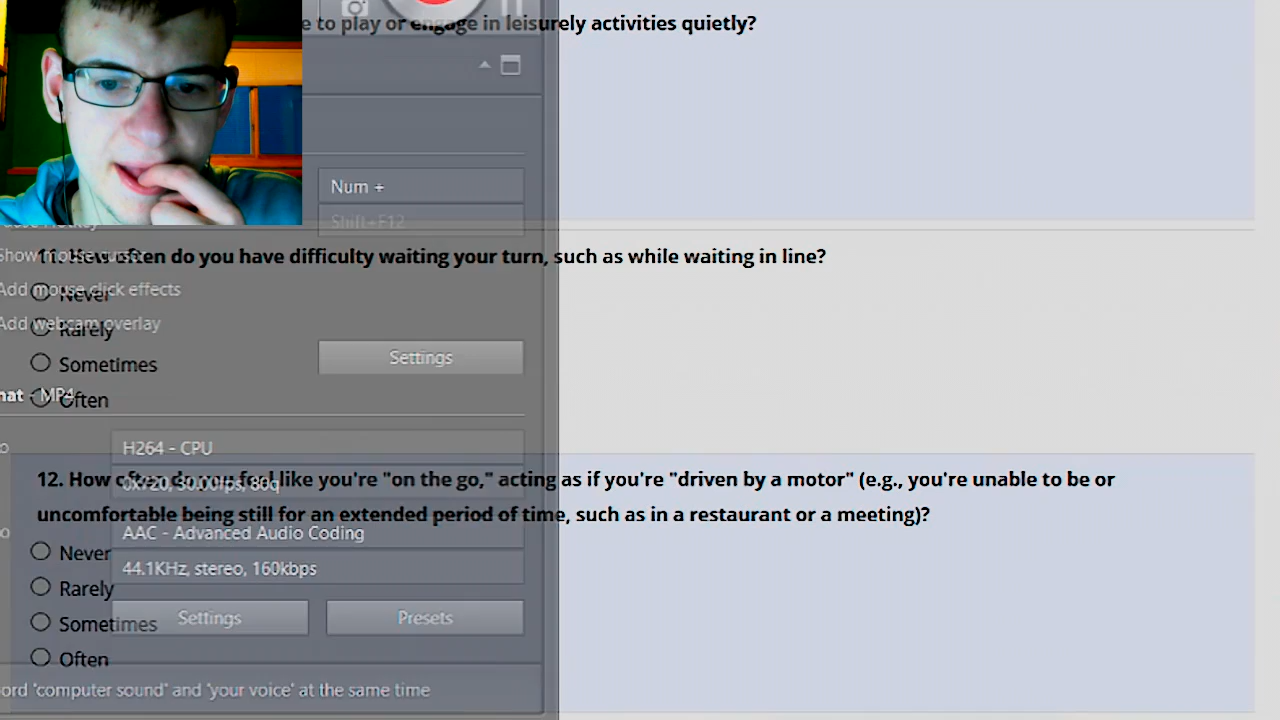 e to play or engage in leisurely activities quietly?
Num +
Shift+F12
Show mouse
11. How often do you have difficulty waiting your turn, such as while waiting in line?
Add mouse click effects
Never
Add webcam overlay
Rarely
Settings
Sometimes
mat - MP4
Often
H264 - CPU
12. How often do you feel like you're "on the go," acting as if you're "driven by a motor" (e.g., you're unable to be or
uncomfortable being still for an extended period of time, such as in a restaurant or a meeting)?
AAC - Advanced Audio Coding
Never
44.1KHz, stereo, 160kbps
Rarely
Settings
Presets
Sometimes
Often
ord 'computer sound' and 'your voice' at the same time